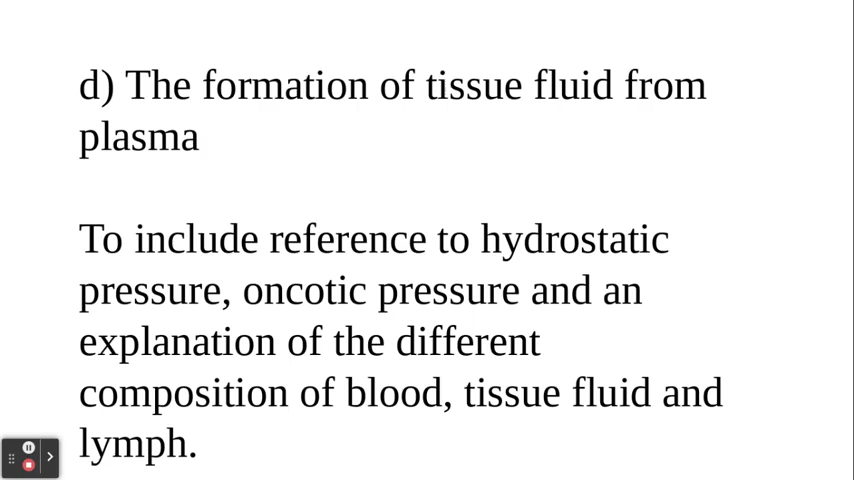 d) The formation of tissue fluid from
plasma
To include reference to hydrostatic
pressure, oncotic pressure and an
explanation of the different
composition of blood, tissue fluid and
lymph.